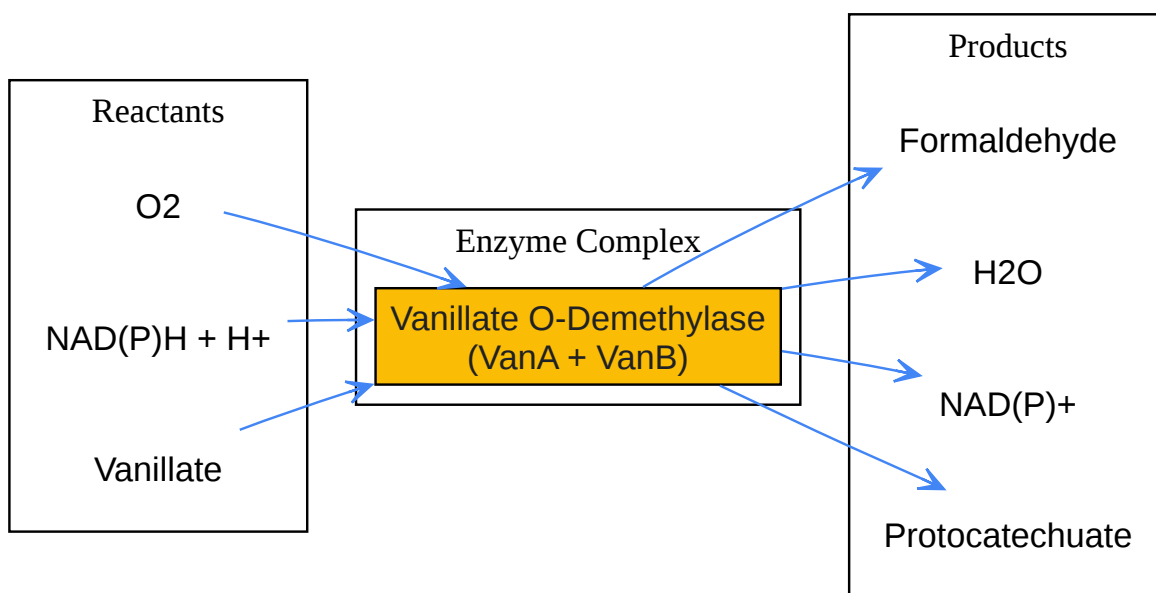 Reactants
O2
NAD(P)H + H+
Vanillate
Enzyme Complex
Vanillate O-Demethylase
(VanA + VanB)
Products
Formaldehyde
H2O
NAD(P)+
Protocatechuate